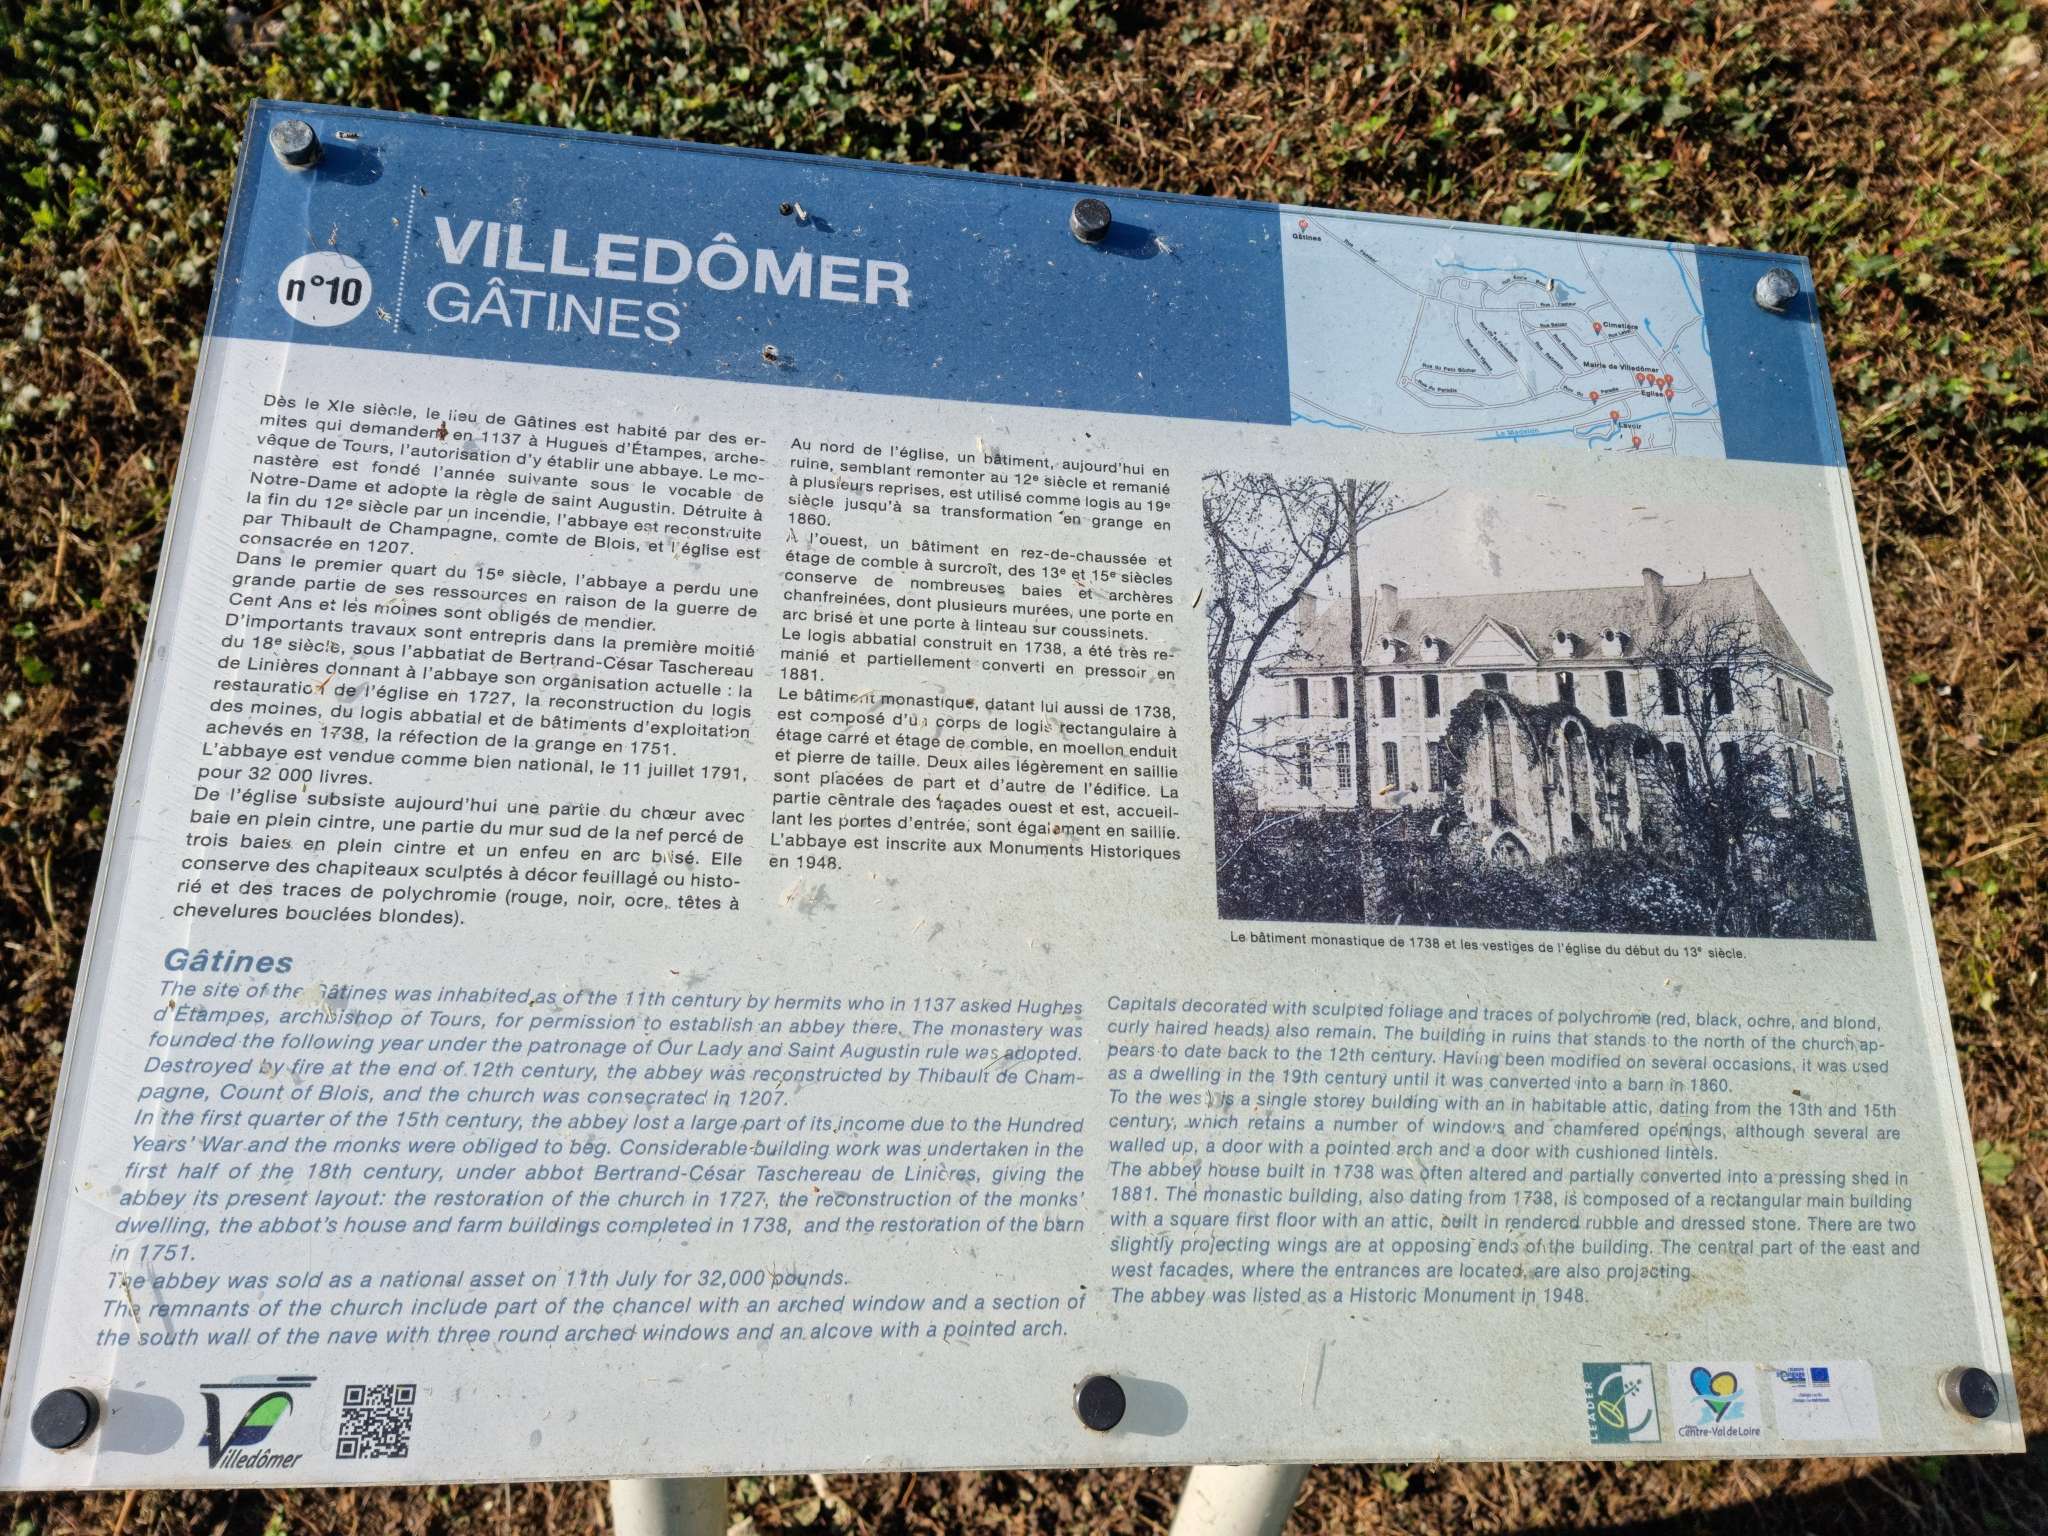 n°10
VILLEDÔMER
GÂTINES
Gâtines
Rue Pasteur
Cimetière
Mairie de Villedômer
Rue du Petit Bâcher
Rue du Paradis
Eglise
Lavoir
Le Madelon
Dès le XIe siècle, le lieu de Gâtines est habité par des er-
mites qui demandent en 1137 à Hugues d'Étampes, arche-
vêque de Tours, l'autorisation d'y établir une abbaye. Le mo-
nastère est fondé l'année suivante sous le vocable de
Notre-Dame et adopte la règle de saint Augustin. Détruite à
la fin du 12e siècle par un incendie, l'abbaye est reconstruite
par Thibault de Champagne, comte de Blois, et l'église est
consacrée en 1207.
Dans le premier quart du 15e siècle, l'abbaye a perdu une
grande partie de ses ressources en raison de la guerre de
Cent Ans et les moines sont obligés de mendier.
D'importants travaux sont entrepris dans la première moitié
du 18e siècle, sous l'abbatiat de Bertrand-César Taschereau
de Linières donnant à l'abbaye son organisation actuelle : la
restauration de l'église en 1727, la reconstruction du logis
des moines, du logis abbatial et de bâtiments d'exploitation
achevés en 1738, la réfection de la grange en 1751.
L'abbaye est vendue comme bien national, le 11 juillet 1791,
pour 32 000 livres.
De l'église subsiste aujourd'hui une partie du chœur avec
baie en plein cintre, une partie du mur sud de la nef percé de
trois baies en plein cintre et un enfeu en arc brisé. Elle
conserve des chapiteaux sculptés à décor feuillagé ou histo-
rié et des traces de polychromie (rouge, noir, ocre, têtes à
chevelures bouclées blondes).
Au nord de l'église, un bâtiment, aujourd'hui en
ruine, semblant remonter au 12e siècle et remanié
à plusieurs reprises, est utilisé comme logis au 19e
siècle jusqu'à sa transformation en grange en
1860.
A l'ouest, un bâtiment en rez-de-chaussée et
étage de comble à surcroît, des 13e et 15e siècles
conserve de nombreuses baies et archères
chanfreinées, dont plusieurs murées, une porte en
arc brisé et une porte à linteau sur coussinets.
Le logis abbatial construit en 1738, a été très re-
manié et partiellement converti en pressoir en
1881.
Le bâtiment monastique, datant lui aussi de 1738,
est composé d'un corps de logis rectangulaire à
étage carré et étage de comble, en moellon enduit
et pierre de taille. Deux ailes légèrement en saillie
sont placées de part et d'autre de l'édifice. La
partie centrale des façades ouest et est, accueil-
lant les portes d'entrée, sont également en saillie.
L'abbaye est inscrite aux Monuments Historiques
en 1948.
Le bâtiment monastique de 1738 et les vestiges de l'église du début du 13e siècle.
Gâtines
The site of the Gâtines was inhabited as of the 11th century by hermits who in 1137 asked Hughes
d'Étampes, archbishop of Tours, for permission to establish an abbey there. The monastery was
founded the following year under the patronage of Our Lady and Saint Augustin rule was adopted.
Destroyed by fire at the end of 12th century, the abbey was reconstructed by Thibault de Cham-
pagne, Count of Blois, and the church was consecrated in 1207.
In the first quarter of the 15th century, the abbey lost a large part of its income due to the Hundred
Years' War and the monks were obliged to beg. Considerable building work was undertaken in the
first half of the 18th century, under abbot Bertrand-César Taschereau de Linières, giving the
abbey its present layout: the restoration of the church in 1727, the reconstruction of the monks'
dwelling, the abbot's house and farm buildings completed in 1738, and the restoration of the barn
in 1751.
The abbey was sold as a national asset on 11th July for 32,000 pounds.
The remnants of the church include part of the chancel with an arched window and a section of
the south wall of the nave with three round arched windows and an alcove with a pointed arch.
Capitals decorated with sculpted foliage and traces of polychrome (red, black, ochre, and blond,
curly haired heads) also remain. The building in ruins that stands to the north of the church ap-
pears to date back to the 12th century. Having been modified on several occasions, it was used
as a dwelling in the 19th century until it was converted into a barn in 1860.
To the west, is a single storey building with an in habitable attic, dating from the 13th and 15th
century, which retains a number of windows and chamfered openings, although several are
walled up, a door with a pointed arch and a door with cushioned lintels.
The abbey house built in 1738 was often altered and partially converted into a pressing shed in
1881. The monastic building, also dating from 1738, is composed of a rectangular main building
with a square first floor with an attic, built in rendered rubble and dressed stone. There are two
slightly projecting wings are at opposing ends of the building. The central part of the east and
west facades, where the entrances are located, are also projecting.
The abbey was listed as a Historic Monument in 1948.
Villedômer
LEADER
Centre-Val de Loire